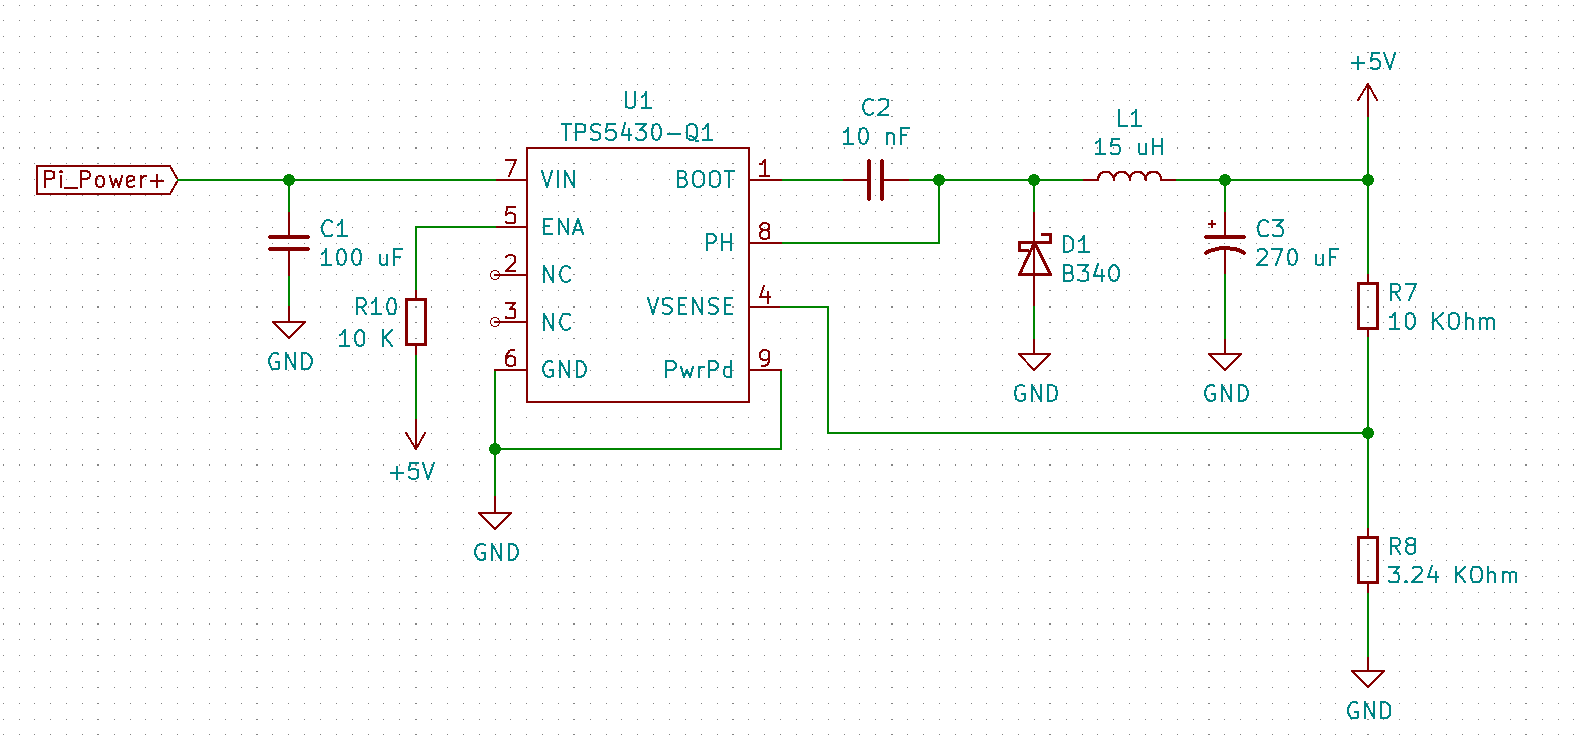 +5V
U1
TPS5430-Q1
C2
10 nF
L1
15 uH
Pi_Power+
7
VIN
BOOT
1
5
ENA
PH
8
2
NC
VSENSE
4
3
NC
6
GND
PwrPd
9
C1
100 uF
GND
R10
10 K
+5V
GND
+
D1
B340
GND
C3
270 uF
GND
R7
10 KOhm
R8
3.24 KOhm
GND